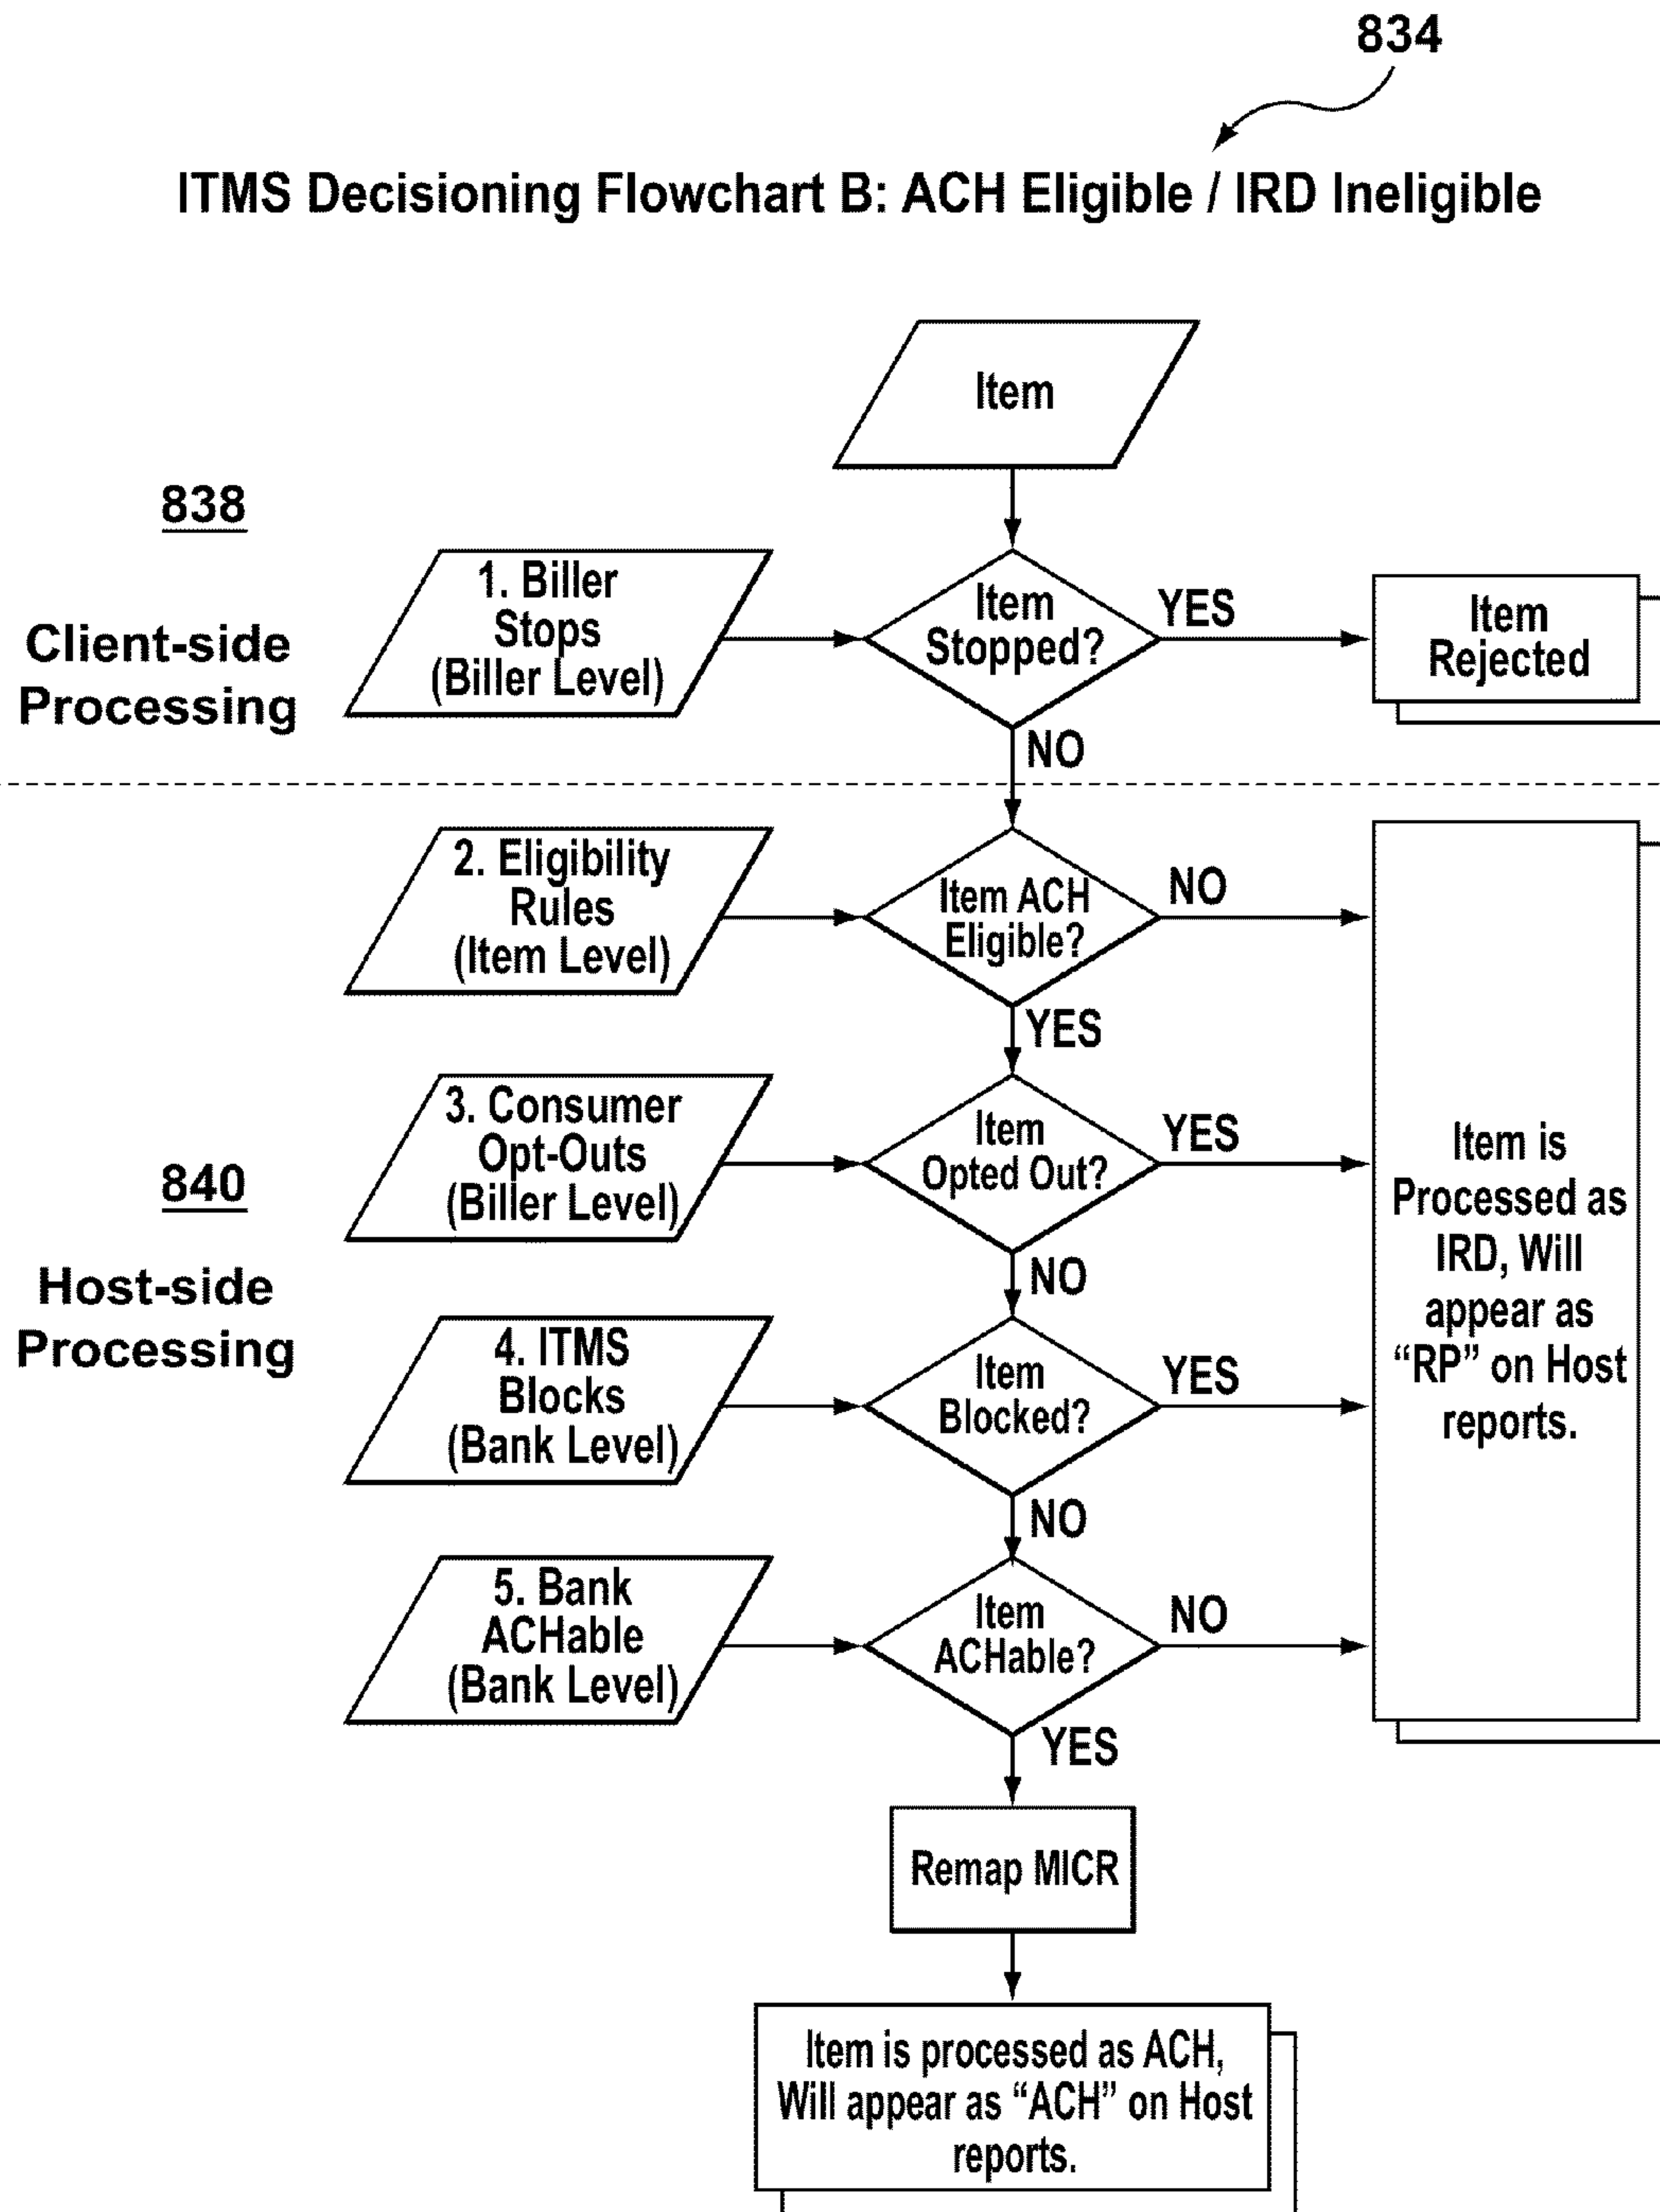 834
ITMS Decisioning Flowchart B: ACH Eligible / IRD Ineligible
Item
838
Client-side
Processing
1. Biller
Stops
(Biller Level)
Item
Stopped?
YES
Item
Rejected
NO
2. Eligibility
Rules
(Item Level)
Item ACH
Eligible?
NO
YES
840
Host-side
Processing
3. Consumer
Opt-Outs
(Biller Level)
Item
Opted Out?
YES
NO
4. ITMS
Blocks
(Bank Level)
Item
Blocked?
YES
NO
5. Bank
ACHable
(Bank Level)
Item
ACHable?
NO
YES
Item is
Processed as
IRD, Will
appear as
“RP” on Host
reports.
Remap MICR
Item is processed as ACH,
Will appear as “ACH” on Host
reports.